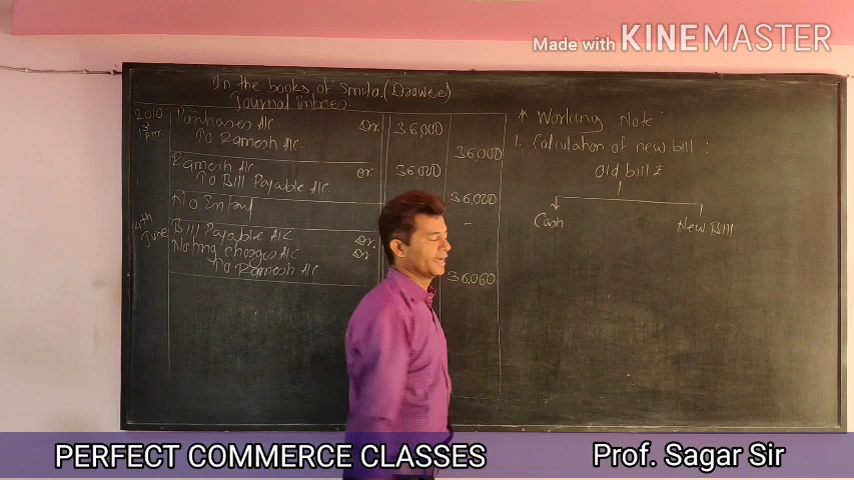 Made with KINEMASTER
In the books of Smita. (Drawee)
Journal Entries.
2010
1st Apr. Purchases A/c Dr. 36,000
To Ramesh A/c. 36,000
Ramesh A/c Dr. 36,000
To Bill Payable A/c. 36,000
No Entry -
4th June Bill Payable A/c Dr.
Noting charges A/c Dr
To Ramesh A/c 36,060
* Working Note:
1. Calculation of new bill :
Old bill
Cash New Bill
PERFECT COMMERCE CLASSES Prof. Sagar Sir